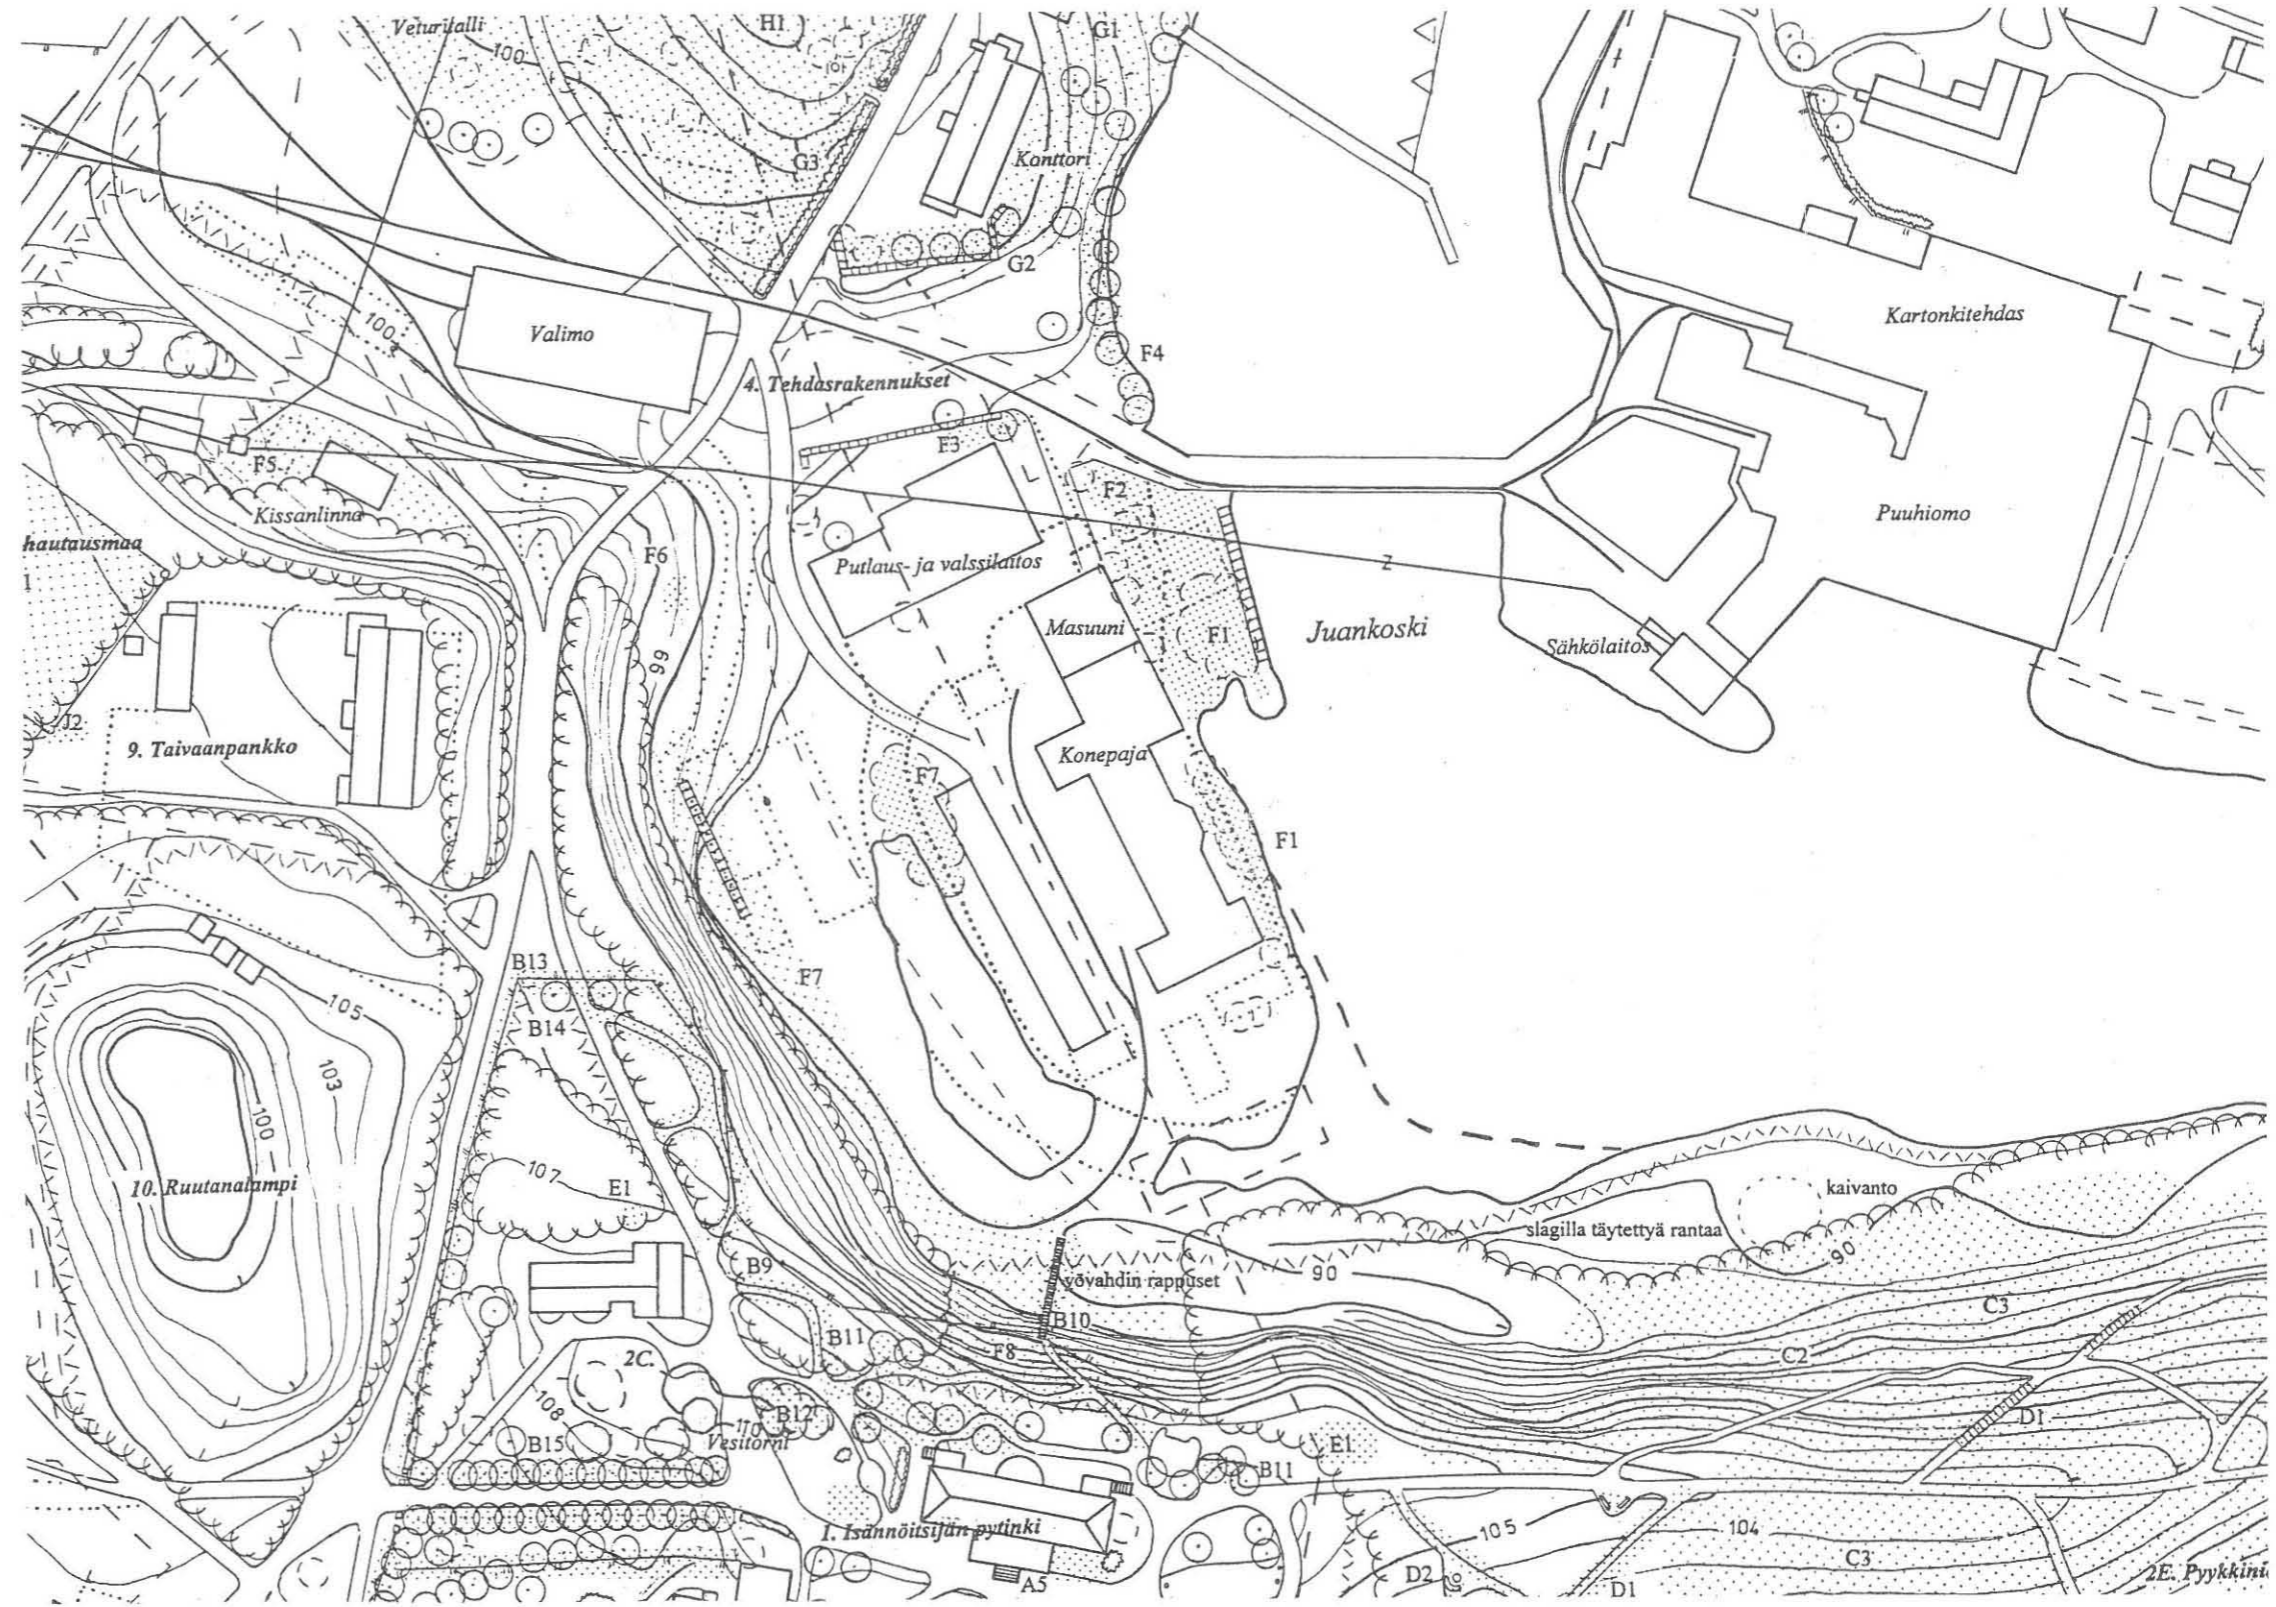 Veturitalli
H1
G1
100
G3
Konttori
G2
Kartonkitehdas
100
Valimo
F4
4. Tehdasrakennukset
F3
F5
F2
Kissanlinna
Puuhiomo
hautausmaa
F6
Putlaus- ja valssilaitos
Z
1
Masuuni
F1
Juankoski
Sähkölaitos
99
J2
9. Taivaanpankko
Konepaja
F7
F1
B13
F7
105
B14
103
100
107
E1
10. Ruutanalampi
kaivanto
slagilla täytettyä rantaa
90
B9
yövahdin rappuset
90
C3
B10
B11
F8
C2
2C.
108
B12
110
D1
B15
Vesitorni
E1
B11
1. Isännöitsijän pytinki
105
104
C3
A5
D2
D1
2E. Pyykkini